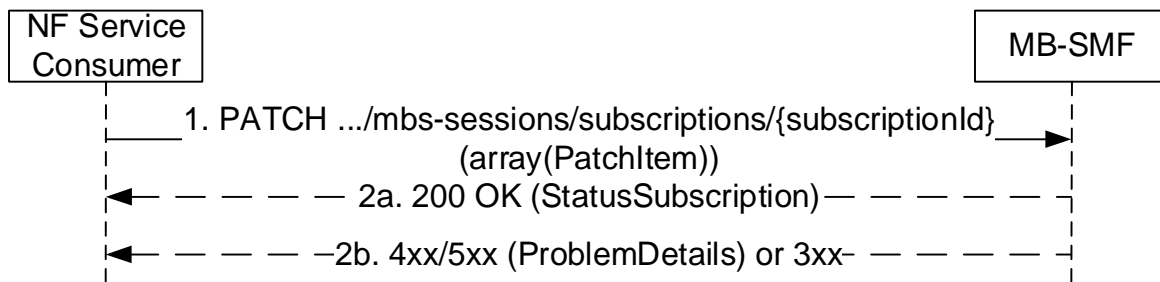 NF Service
Consumer
MB-SMF
1. PATCH .../mbs-sessions/subscriptions/{subscriptionId}
(array(PatchItem))
2a. 200 OK (StatusSubscription)
2b. 4xx/5xx (ProblemDetails) or 3xx